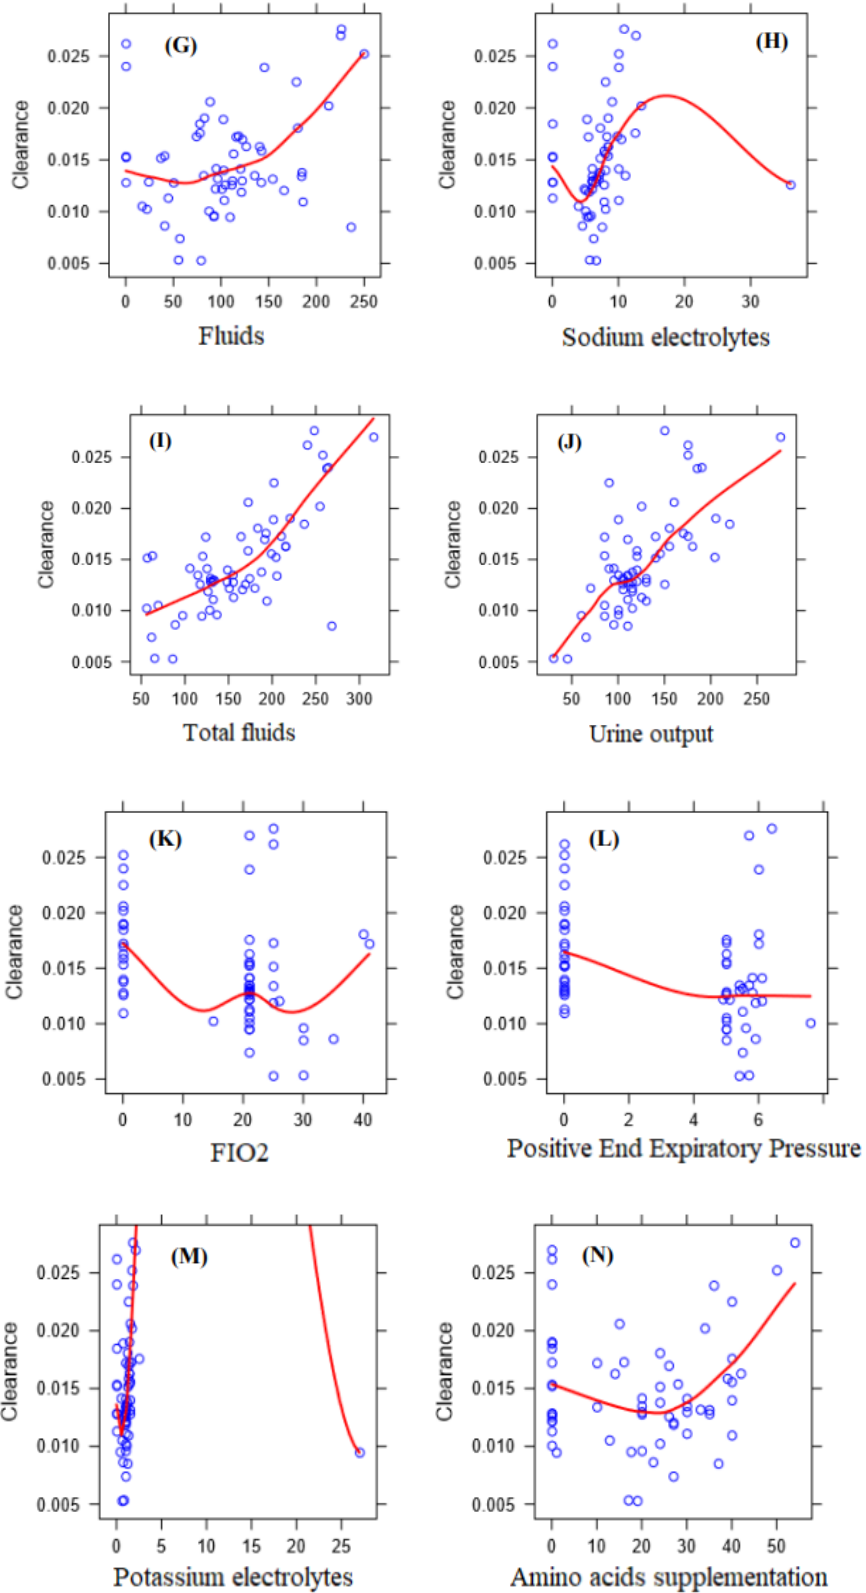 (G)
Clearance
0.025
0.020
0.015
0.010
0.005
0 50 100 150 200 250
Fluids
(H)
Clearance
0.025
0.020
0.015
0.010
0.005
0 10 20 30
Sodium electrolytes
(I)
Clearance
0.025
0.020
0.015
0.010
0.005
50 100 150 200 250 300
Total fluids
(J)
Clearance
0.025
0.020
0.015
0.010
0.005
50 100 150 200 250
Urine output
(K)
Clearance
0.025
0.020
0.015
0.010
0.005
0 10 20 30 40
FIO2
(L)
Clearance
0.025
0.020
0.015
0.010
0.005
0 2 4 6
Positive End Expiratory Pressure
(M)
Clearance
0.025
0.020
0.015
0.010
0.005
0 5 10 15 20 25
Potassium electrolytes
(N)
Clearance
0.025
0.020
0.015
0.010
0.005
0 10 20 30 40 50
Amino acids supplementation